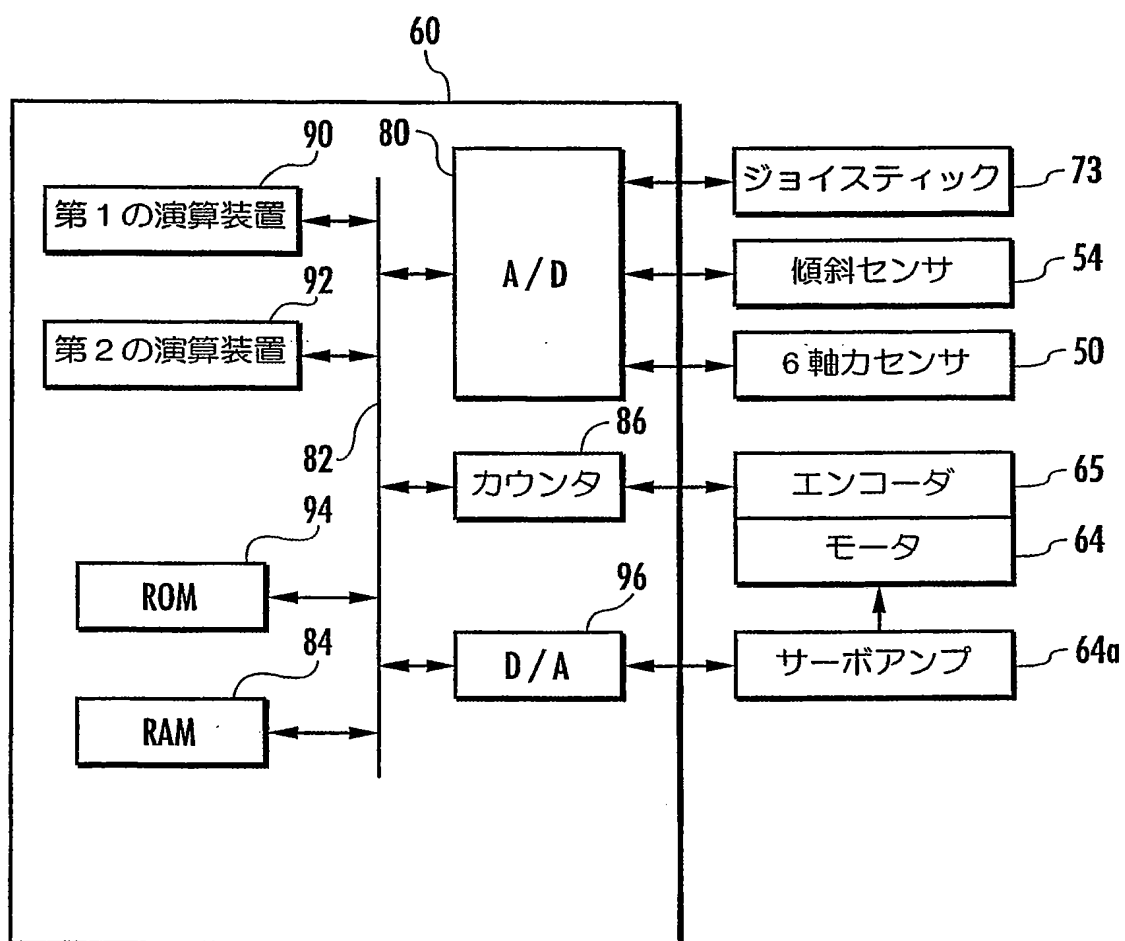 60
90
第１の演算装置
92
第２の演算装置
82
94
ROM
84
RAM
80
A/D
86
カウンタ
96
D/A
ジョイスティック
73
傾斜センサ
54
６軸力センサ
50
エンコーダ
65
モータ
64
サーボアンプ
64a